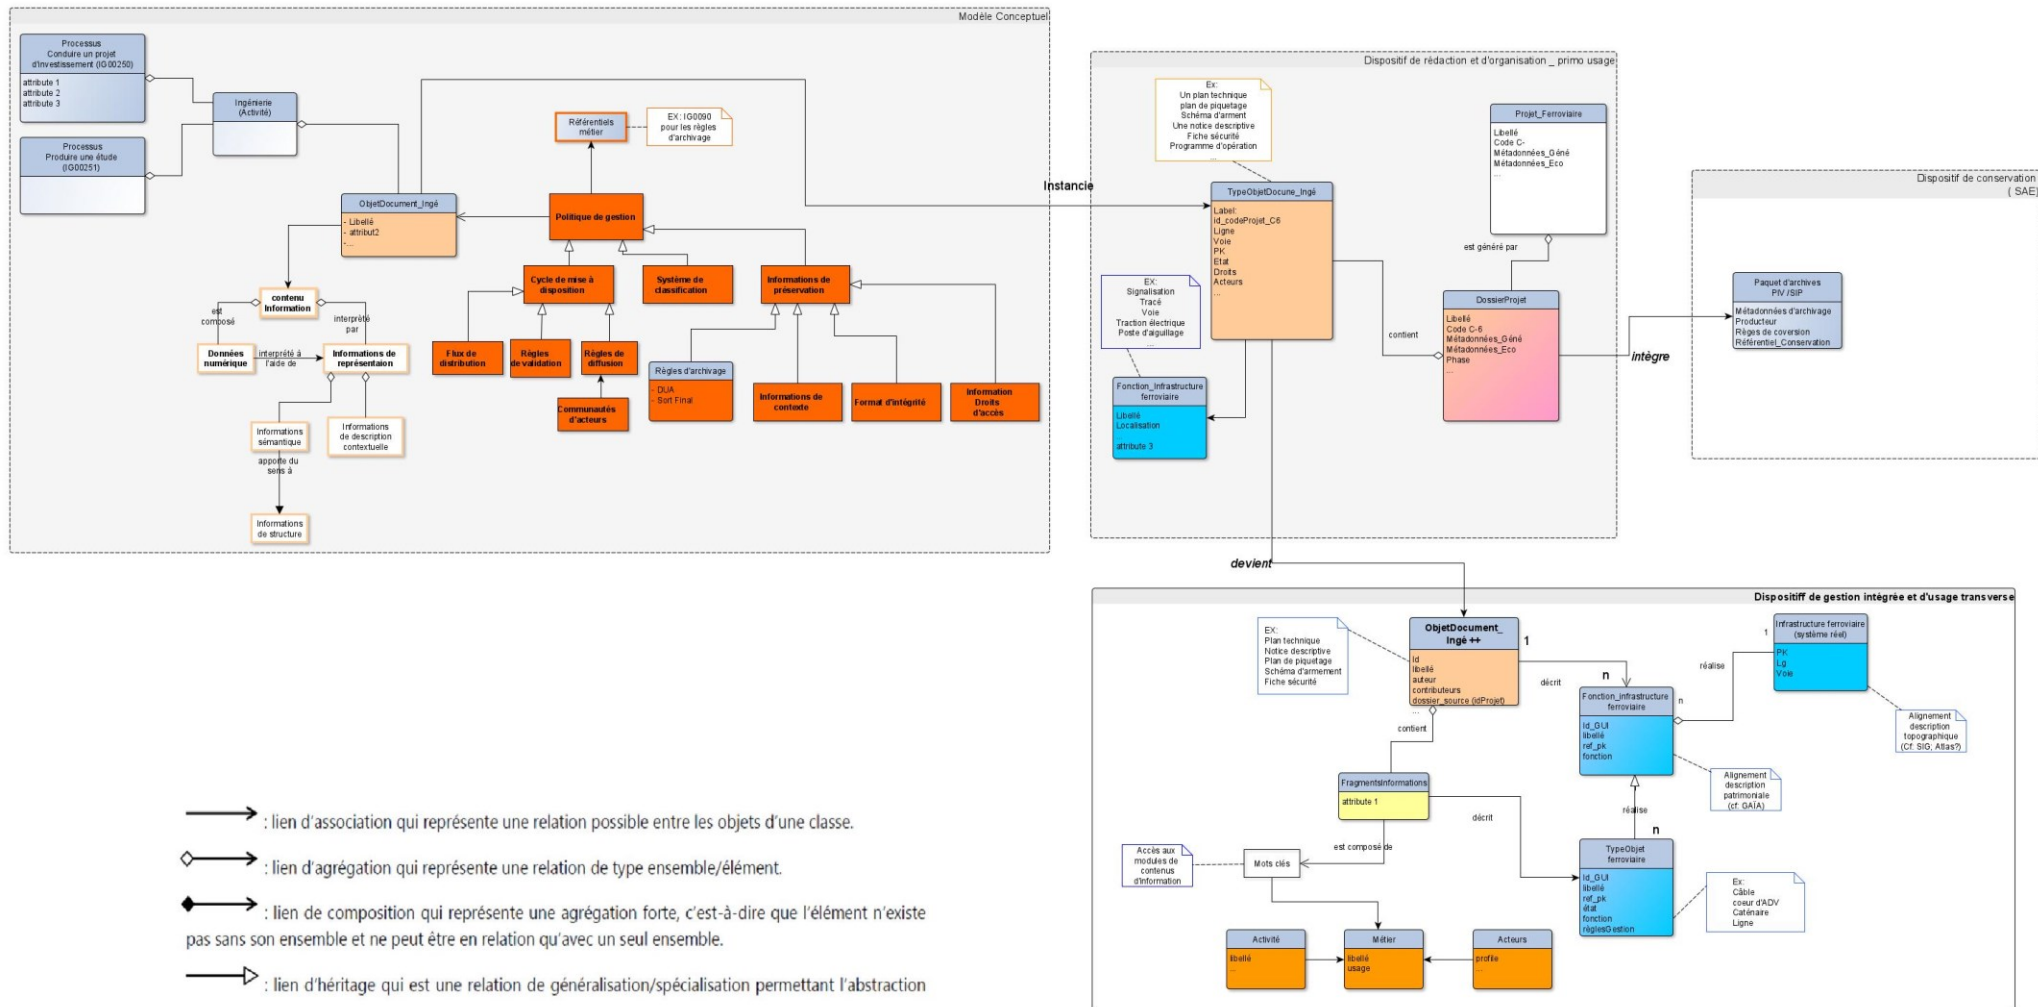 Modèle Conceptuel
Processus
Conduire un projet
d'investissement (IG00250)
attribute 1
attribute 2
attribute 3
Ingénierie
(Activité)
Processus
Produire une étude
(IG00251)
Référentiels
métier
EX : IG0090
pour les règles
d'archivage
ObjetDocument_Ingé
- Libellé
- attribut2
-...
Politique de gestion
contenu
Information
est
composé
interprèté
par
Données
numérique
interprété à
l'aide de
Informations de
représentaion
Informations
sémantique
Informations
de description
contextuelle
apporte du
sens à
Informations
de structure
Cycle de mise à
disposition
Système de
classification
Informations de
préservation
Flux de
distribution
Règles
de validation
Règles de
diffusion
Communautés
d'acteurs
Règles d'archivage
- DUA
- Sort Final
Informations de
contexte
Format d'intégrité
Information
Droits
d'accès
Instancie
Dispositif de rédaction et d'organisation _ primo usage
Ex:
Un plan technique
plan de piquetage
Schéma d'arment
Une notice descriptive
Fiche sécurité
Programme d'opération
...
Projet_Ferroviaire
Libellé
Code C-
Métadonnées_Géné
Métadonnées_Eco
...
TypeObjetDocune_Ingé
Label:
id_codeProjet_C6
Ligne
Voie
PK
Etat
Droits
Acteurs
...
est généré par
EX:
Signalisation
Tracé
Voie
Traction électrique
Poste d'aiguillage
...
contient
DossierProjet
Libellé
Code C-6
Métadonnées_Géné
Métadonnées_Eco
Phase
...
Fonction_Infrastructure
ferroviaire
Libellé
Localisation
...
attribute 3
intègre
Dispositif de conservation
( SAE)
Paquet d'archives
PIV /SIP
Métadonnées d'archivage
Producteur
Règes de coversion
Référentiel_Conservation
devient
Dispositiff de gestion intégrée et d'usage transverse
EX:
Plan technique
Notice descriptive
Plan de piquetage
Schéma d'armement
Fiche sécurité
ObjetDocument_
Ingé ++
Id
libellé
auteur
contributeurs
dossier_source (idProjet)
...
1
décrit
n
1
Infrastructure ferroviaire
(système réel)
PK
Lg
Voie
réalise
n
Fonction_infrastructure
ferroviaire
Id_GUI
libellé
ref_pk
fonction
Alignement
description
topographique
(Cf: SIG; Atlas?)
Alignement
description
patrimoniale
(cf: GAÏA)
contient
FragmentsInformations
attribute 1
décrit
réalise
n
est composé de
Accès aux
modules de
contenus
d'information
Mots clés
TypeObjet
ferroviaire
Id_GUI
libellé
ref_pk
état
fonction
règlesGestion
Ex:
Câble
coeur d'ADV
Caténaire
Ligne
Activité
libellé
...
Métier
libellé
usage
Acteurs
profile
...
: lien d'association qui représente une relation possible entre les objets d'une classe.
: lien d'agrégation qui représente une relation de type ensemble/élément.
: lien de composition qui représente une agrégation forte, c'est-à-dire que l'élément n'existe
pas sans son ensemble et ne peut être en relation qu'avec un seul ensemble.
: lien d'héritage qui est une relation de généralisation/spécialisation permettant l'abstraction